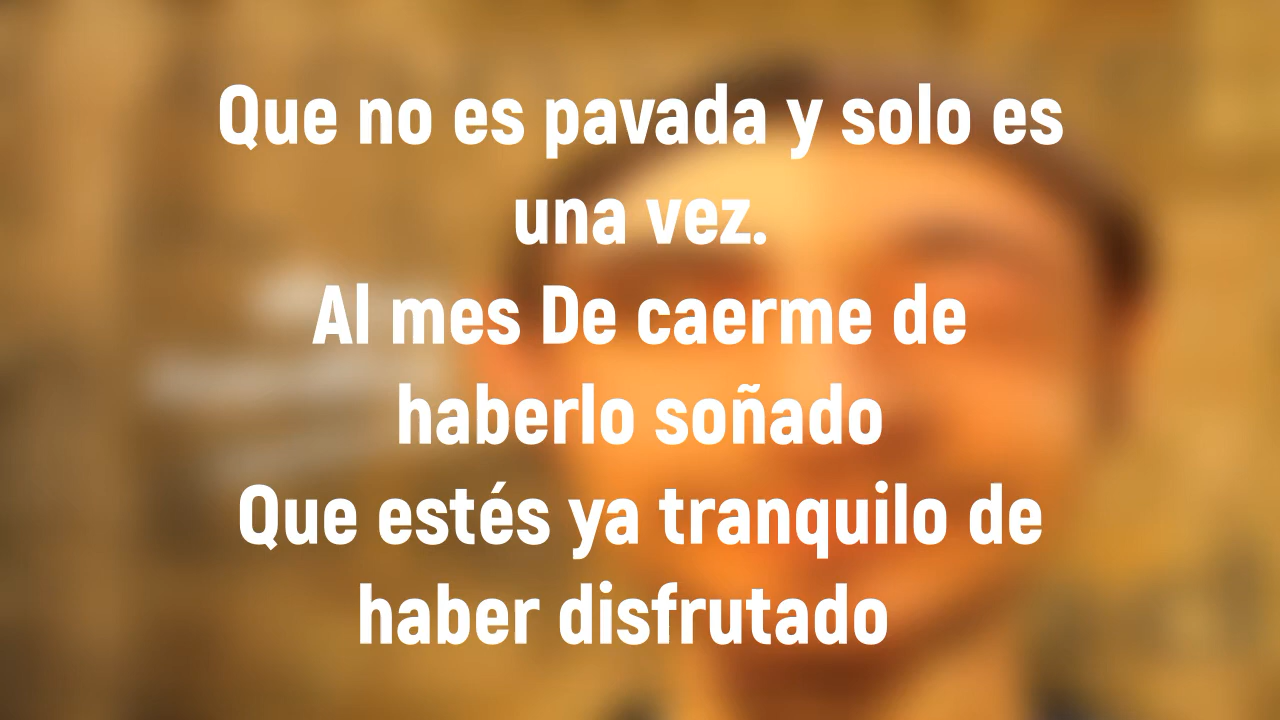 Que no es pavada y solo es
una vez.
Al mes De caerme de
haberlo soñado
Que estés ya tranquilo de
haber disfrutado